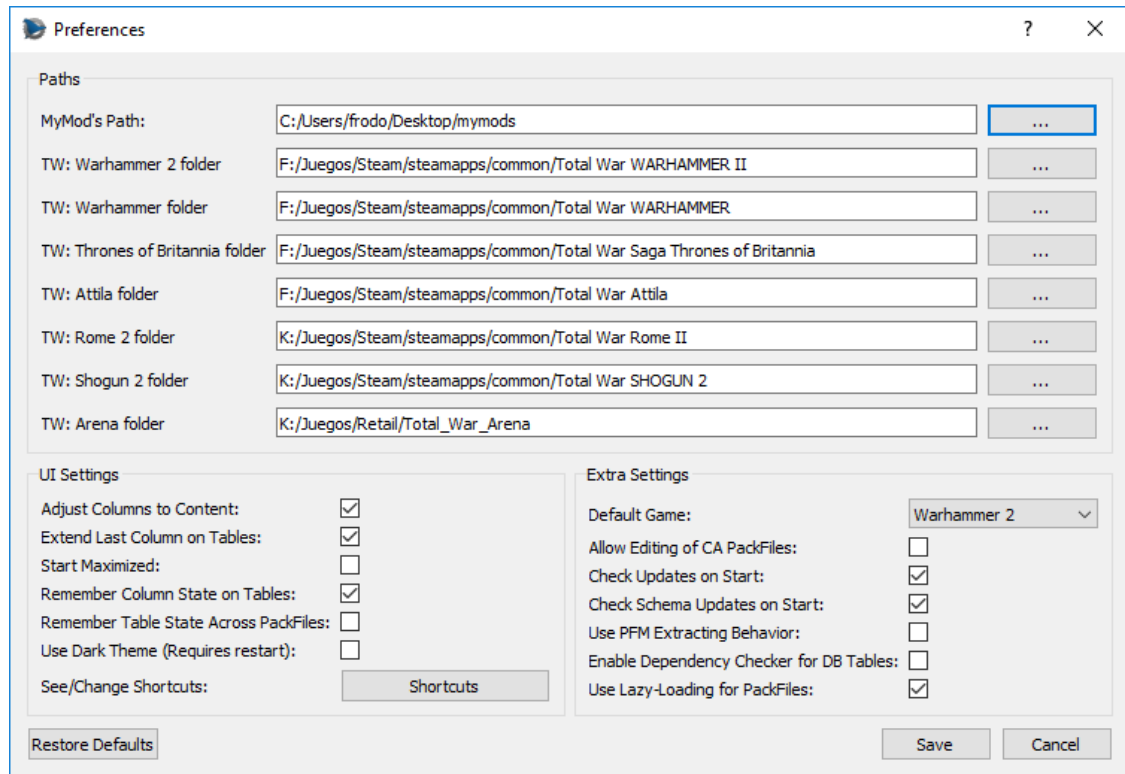 Preferences
?
Paths
MyMod's Path: C:/Users/frodo/Desktop/mymods ...
TW: Warhammer 2 folder F:/Juegos/Steam/steamapps/common/Total War WARHAMMER II ...
TW: Warhammer folder F:/Juegos/Steam/steamapps/common/Total War WARHAMMER ...
TW: Thrones of Britannia folder F:/Juegos/Steam/steamapps/common/Total War Saga Thrones of Britannia ...
TW: Attila folder F:/Juegos/Steam/steamapps/common/Total War Attila ...
TW: Rome 2 folder K:/Juegos/Steam/steamapps/common/Total War Rome II ...
TW: Shogun 2 folder K:/Juegos/Steam/steamapps/common/Total War SHOGUN 2 ...
TW: Arena folder K:/Juegos/Retail/Total_War_Arena ...
UI Settings
Adjust Columns to Content:
Extend Last Column on Tables:
Start Maximized:
Remember Column State on Tables:
Remember Table State Across PackFiles:
Use Dark Theme (Requires restart):
See/Change Shortcuts: Shortcuts
Extra Settings
Default Game: Warhammer 2
Allow Editing of CA PackFiles:
Check Updates on Start:
Check Schema Updates on Start:
Use PFM Extracting Behavior:
Enable Dependency Checker for DB Tables:
Use Lazy-Loading for PackFiles:
Restore Defaults
Save
Cancel